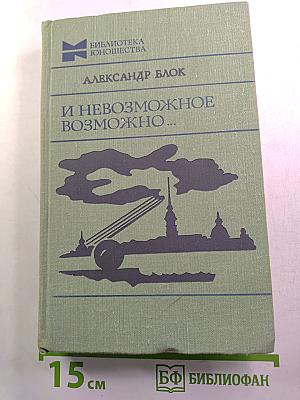 БИБЛИОТЕКА
ЮНОШЕСТВА
АЛЕКСАНДР БЛОК
И НЕВОЗМОЖНОЕ
ВОЗМОЖНО...
15 см
БФ БИБЛИОФАН